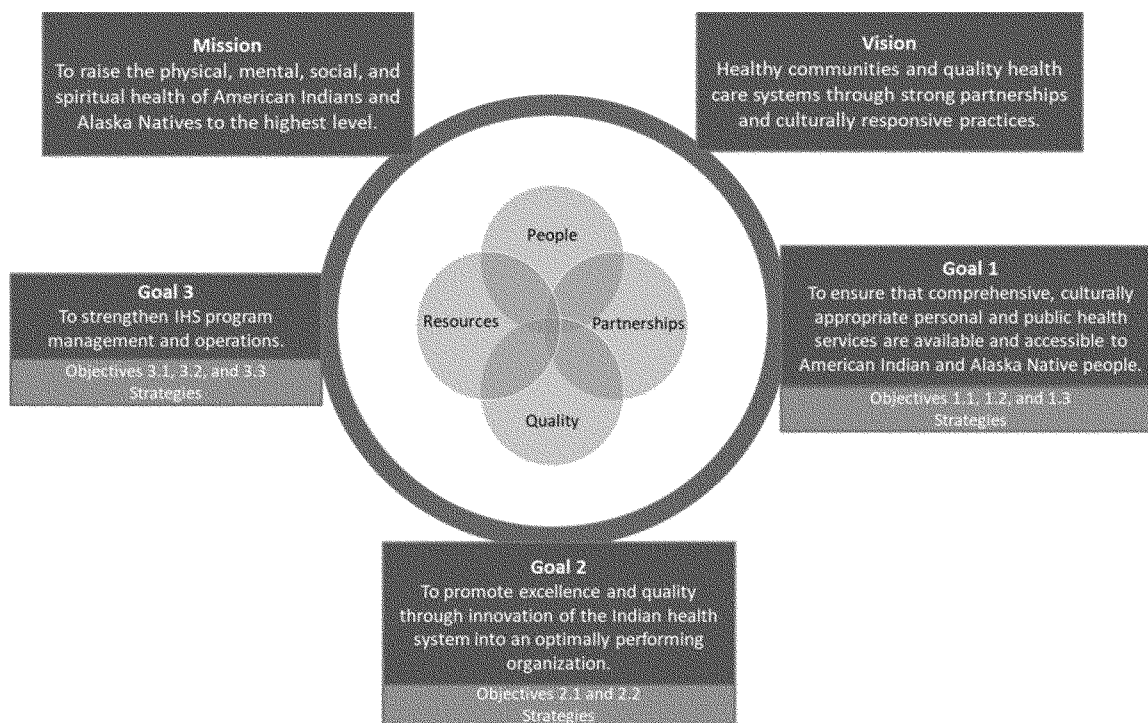 Mission
To raise the physical, mental, social, and
spiritual health of American Indians and
Alaska Natives to the highest level.
Vision
Healthy communities and quality health
care systems through strong partnerships
and culturally responsive practices.
People
Resources
Partnerships
Quality
Goal 3
To strengthen IHS program
management and operations.
Objectives 3.1, 3.2, and 3.3
Strategies
Goal 1
To ensure that comprehensive, culturally
appropriate personal and public health
services are available and accessible to
American Indian and Alaska Native people.
Objectives 1.1, 1.2, and 1.3
Strategies
Goal 2
To promote excellence and quality
through innovation of the Indian health
system into an optimally performing
organization.
Objectives 2.1 and 2.2
Strategies